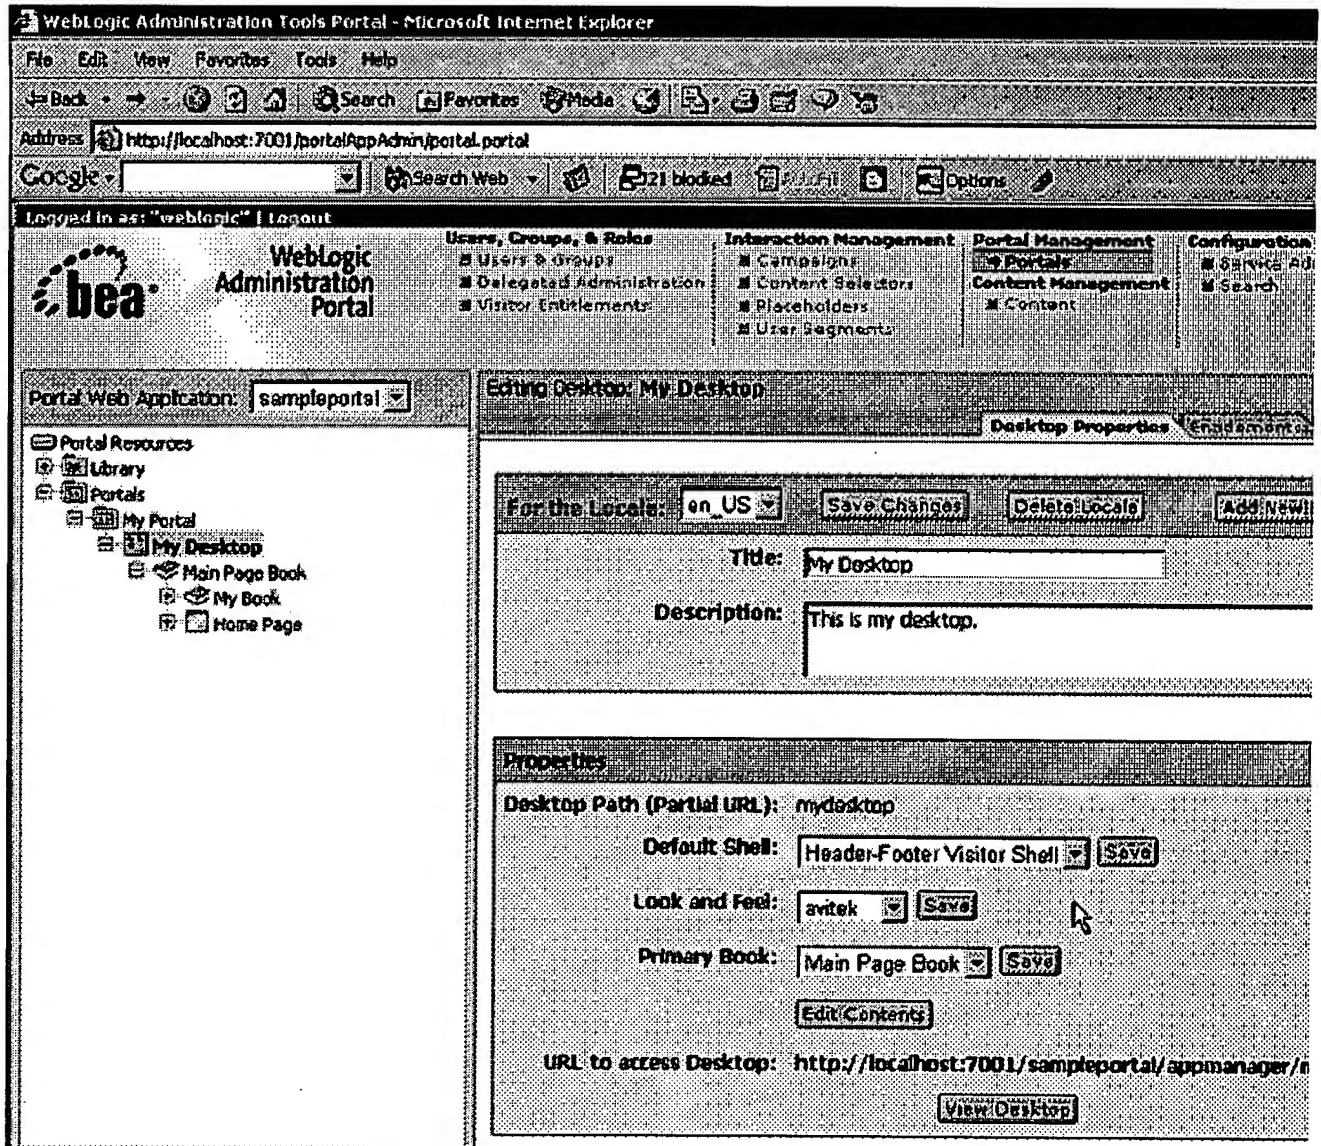 WebLogic Administration Tools Portal - Microsoft Internet Explorer
File Edit View Favorites Tools Help
Back Search Favorites Media
Address http://localhost:7001/portalAppAdmin/portal.portal
Google Search Web 321 blocked AutoFill Options
Logged in as: "weblogic" | Logout
bea
WebLogic
Administration
Portal
Users, Groups, & Roles
Users & Groups
Delegated Administration
Visitor Entitlements
Interaction Management
Campaigns
Content Selectors
Placeholders
User Segments
Portal Management
Portals
Content Management
Content
Configuration
Service Ad
Search
Portal Web Application: sampleportal
Portal Resources
Library
Portals
My Portal
My Desktop
Main Page Book
My Book
Home Page
Editing Desktop: My Desktop
Desktop Properties Entitlements
For the Locale: en_US Save Changes Delete Locale Add New
Title: My Desktop
Description: This is my desktop.
Properties
Desktop Path (Partial URL): mydesktop
Default Shell: Header-Footer Visitor Shell Save
Look and Feel: avitek Save
Primary Book: Main Page Book Save
Edit Contents
URL to access Desktop: http://localhost:7001/sampleportal/appmanager/
View Desktop